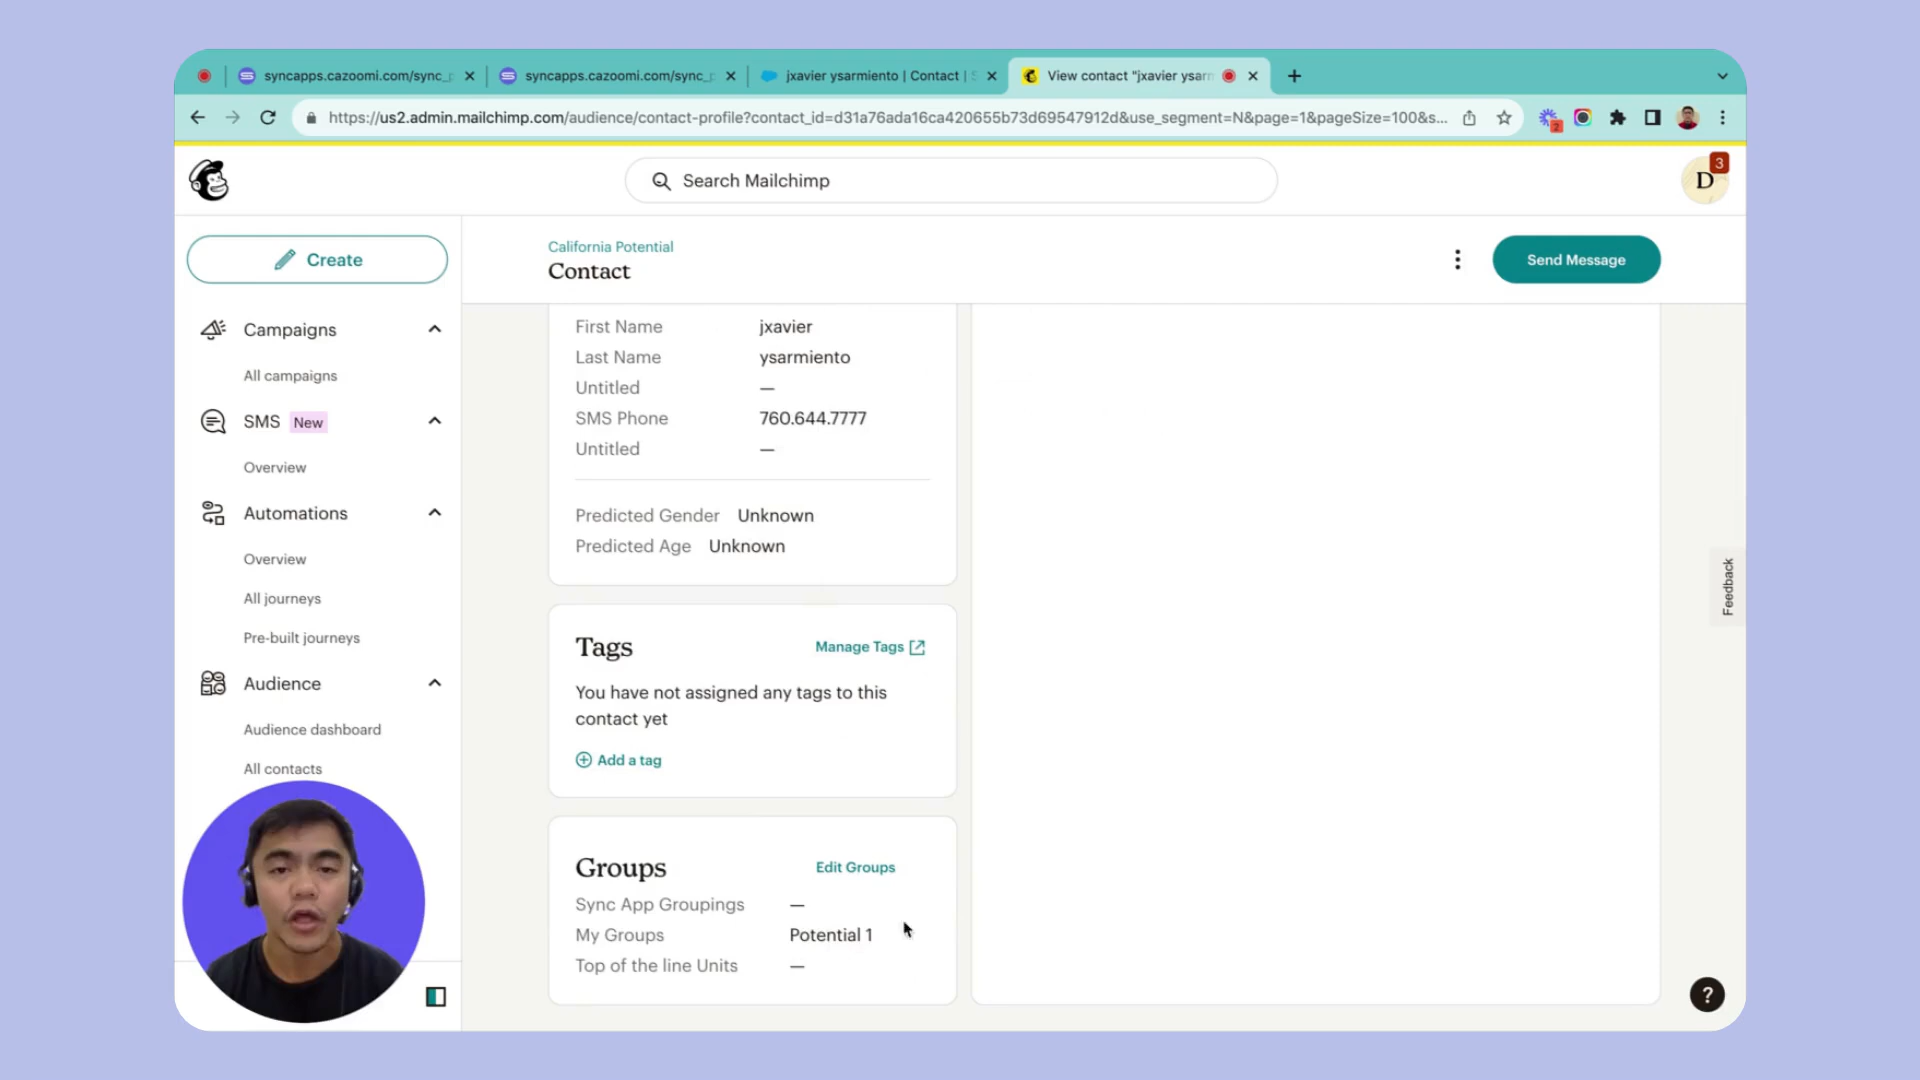 syncapps.cazoomi.com/sync_p
syncapps.cazoomi.com/sync_p
jxavier ysarmiento | Contact | S
View contact "jxavier ysarm
https://us2.admin.mailchimp.com/audience/contact-profile?contact_id=d31a76ada16ca420655b73d69547912d&use_segment=N&page=1&pageSize=100&s...
2
Search Mailchimp
D
3
Create
Campaigns
All campaigns
SMS New
Overview
Automations
Overview
All journeys
Pre-built journeys
Audience
Audience dashboard
All contacts
California Potential
Contact
Send Message
First Name jxavier
Last Name ysarmiento
Untitled —
SMS Phone 760.644.7777
Untitled —
Predicted Gender Unknown
Predicted Age Unknown
Tags
Manage Tags
You have not assigned any tags to this
contact yet
Add a tag
Groups
Edit Groups
Sync App Groupings —
My Groups Potential 1
Top of the line Units —
Feedback
?